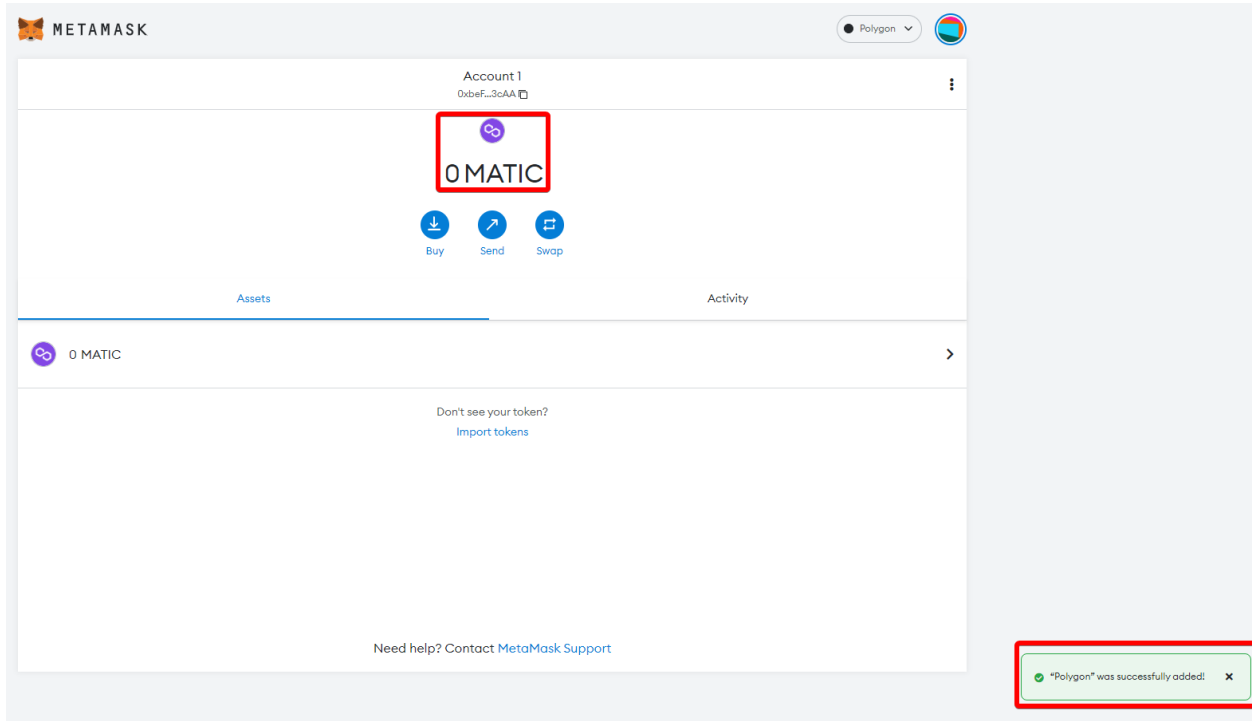 METAMASK
Polygon
Account 1
0xbeF...3cAA
0 MATIC
Buy
Send
Swap
Assets
Activity
0 MATIC
Don't see your token?
Import tokens
Need help? Contact MetaMask Support
“Polygon” was successfully added!